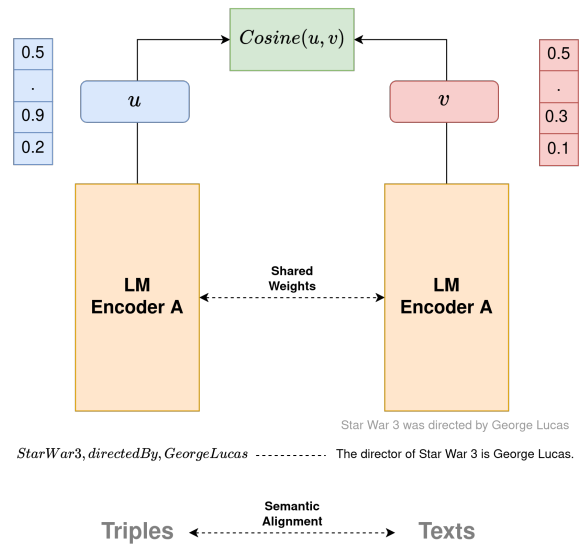 Cosine(u, v)
0.5
.
0.9
0.2
u
v
0.5
.
0.3
0.1
LM
Encoder A
Shared
Weights
LM
Encoder A
Star War 3 was directed by George Lucas
StarWar3, directedBy, GeorgeLucas
The director of Star War 3 is George Lucas.
Semantic
Alignment
Triples
Texts